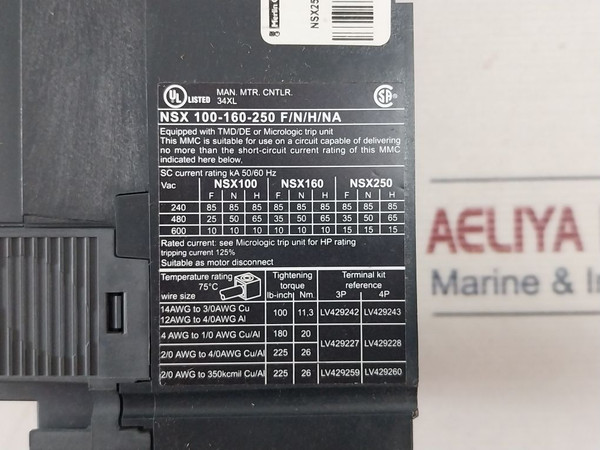 Merlin
NSX25
UL LISTED MAN. MTR. CNTLR.
34XL
SA
NSX 100-160-250 F/N/H/NA
Equipped with TMD/DE or Micrologic trip unit
This MMC is suitable for use on a circuit capable of delivering
no more than the short-circuit current rating of this MMC
indicated here below,
SC current rating kA 50/60 Hz
Vac NSX100 NSX160 NSX250
F N H F N H F N H
240 85 85 85 85 85 85 85 85 85
480 25 50 65 35 50 65 35 50 65
600 10 10 10 10 10 10 15 15 15
Rated current: see Micrologic trip unit for HP rating
tripping current 125%
Suitable as motor disconnect
Temperature rating 75°C wire size Tightening torque lb-inch Nm Terminal kit reference 3P 4P
14AWG to 3/0AWG Cu
12AWG to 4/0AWG Al 100 11,3 LV429242 LV429243
4 AWG to 1/0 AWG Cu/Al 180 20
LV429227 LV429228
2/0 AWG to 4/0AWG Cu/Al 225 26
2/0 AWG to 350kcmil Cu/Al 225 26 LV429259 LV429260
AELIYA
Marine & In